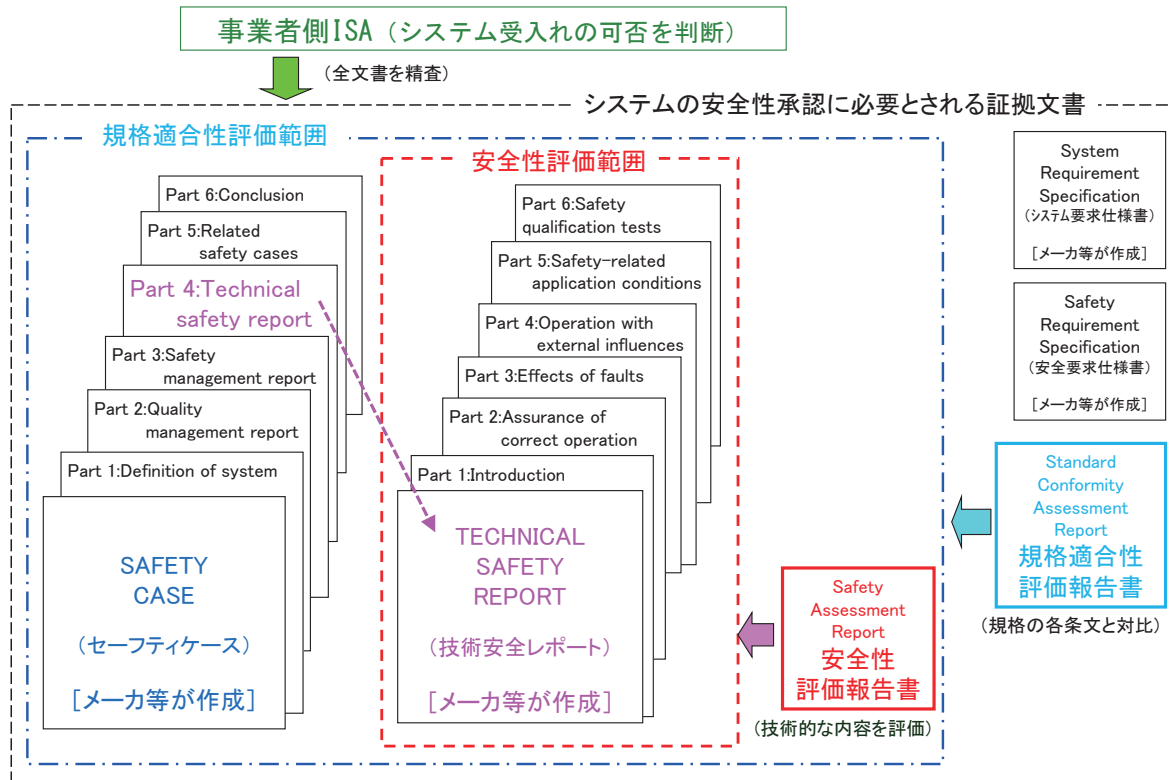 事業者側ISA（システム受入れの可否を判断）
（全文書を精査）
システムの安全性承認に必要とされる証拠文書
規格適合性評価範囲
Part 6:Conclusion
Part 5:Related
safety cases
Part 4:Technical
safety report
Part 3:Safety
management report
Part 2:Quality
management report
Part 1:Definition of system
SAFETY
CASE
（セーフティケース）
［メーカ等が作成］
安全性評価範囲
Part 6:Safety
qualification tests
Part 5:Safety-related
application conditions
Part 4:Operation with
external influences
Part 3:Effects of faults
Part 2:Assurance of
correct operation
Part 1:Introduction
TECHNICAL
SAFETY
REPORT
（技術安全レポート）
［メーカ等が作成］
Safety
Assessment
Report
安全性
評価報告書
（技術的な内容を評価）
System
Requirement
Specification
（システム要求仕様書）
［メーカ等が作成］
Safety
Requirement
Specification
（安全要求仕様書）
［メーカ等が作成］
Standard
Conformity
Assessment
Report
規格適合性
評価報告書
（規格の各条文と対比）